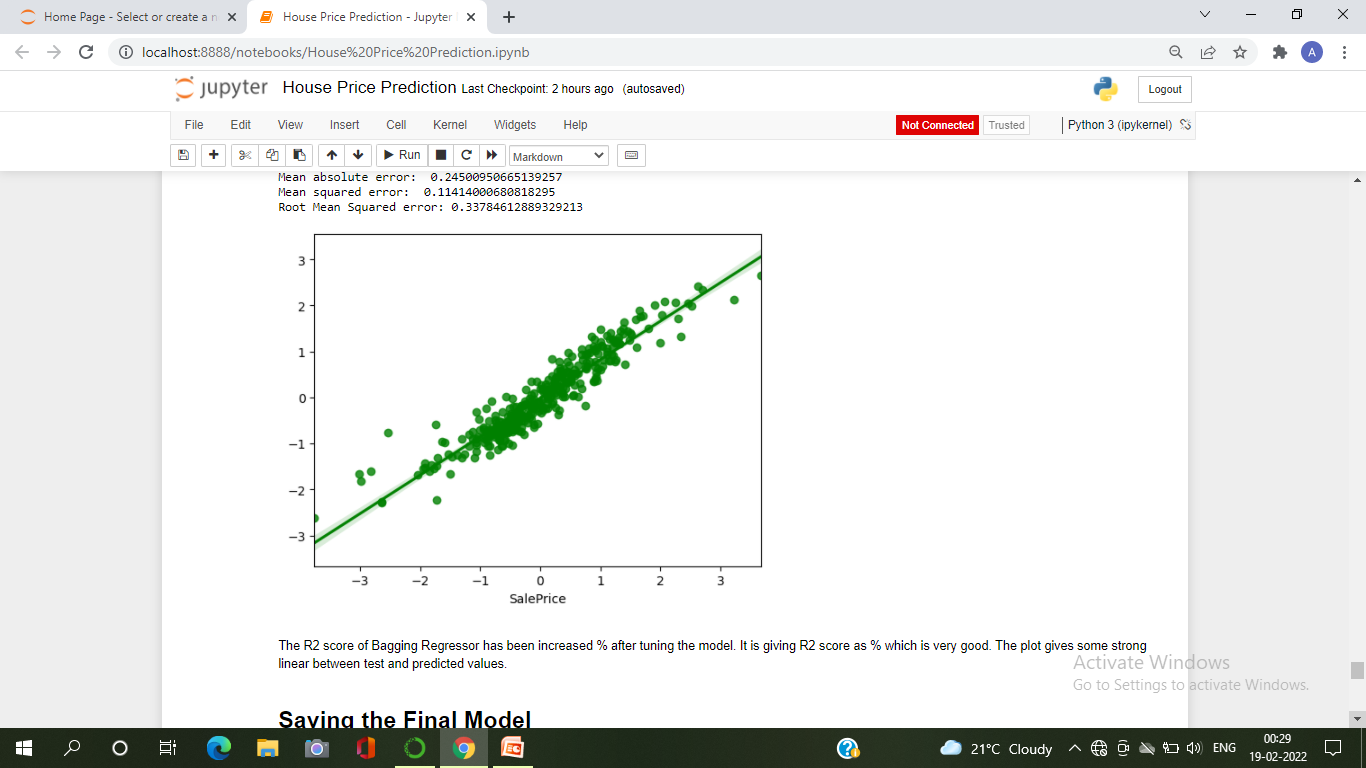 Home Page - Select or create a n
House Price Prediction - Jupyter
localhost:8888/notebooks/House%20Price%20Prediction.ipynb
A
jupyter House Price Prediction Last Checkpoint: 2 hours ago (autosaved)
Logout
File Edit View Insert Cell Kernel Widgets Help
Not Connected Trusted Python 3 (ipykernel)
Run Markdown
Mean absolute error: 0.24500950665139257
Mean squared error: 0.11414000680818295
Root Mean Squared error: 0.33784612889329213
3
2
1
0
−1
−2
−3
−3 −2 −1 0 1 2 3
SalePrice
The R2 score of Bagging Regressor has been increased % after tuning the model. It is giving R2 score as % which is very good. The plot gives some strong
linear between test and predicted values.
Activate Windows
Go to Settings to activate Windows.
Saving the Final Model
21°C Cloudy ENG
00:29
19-02-2022